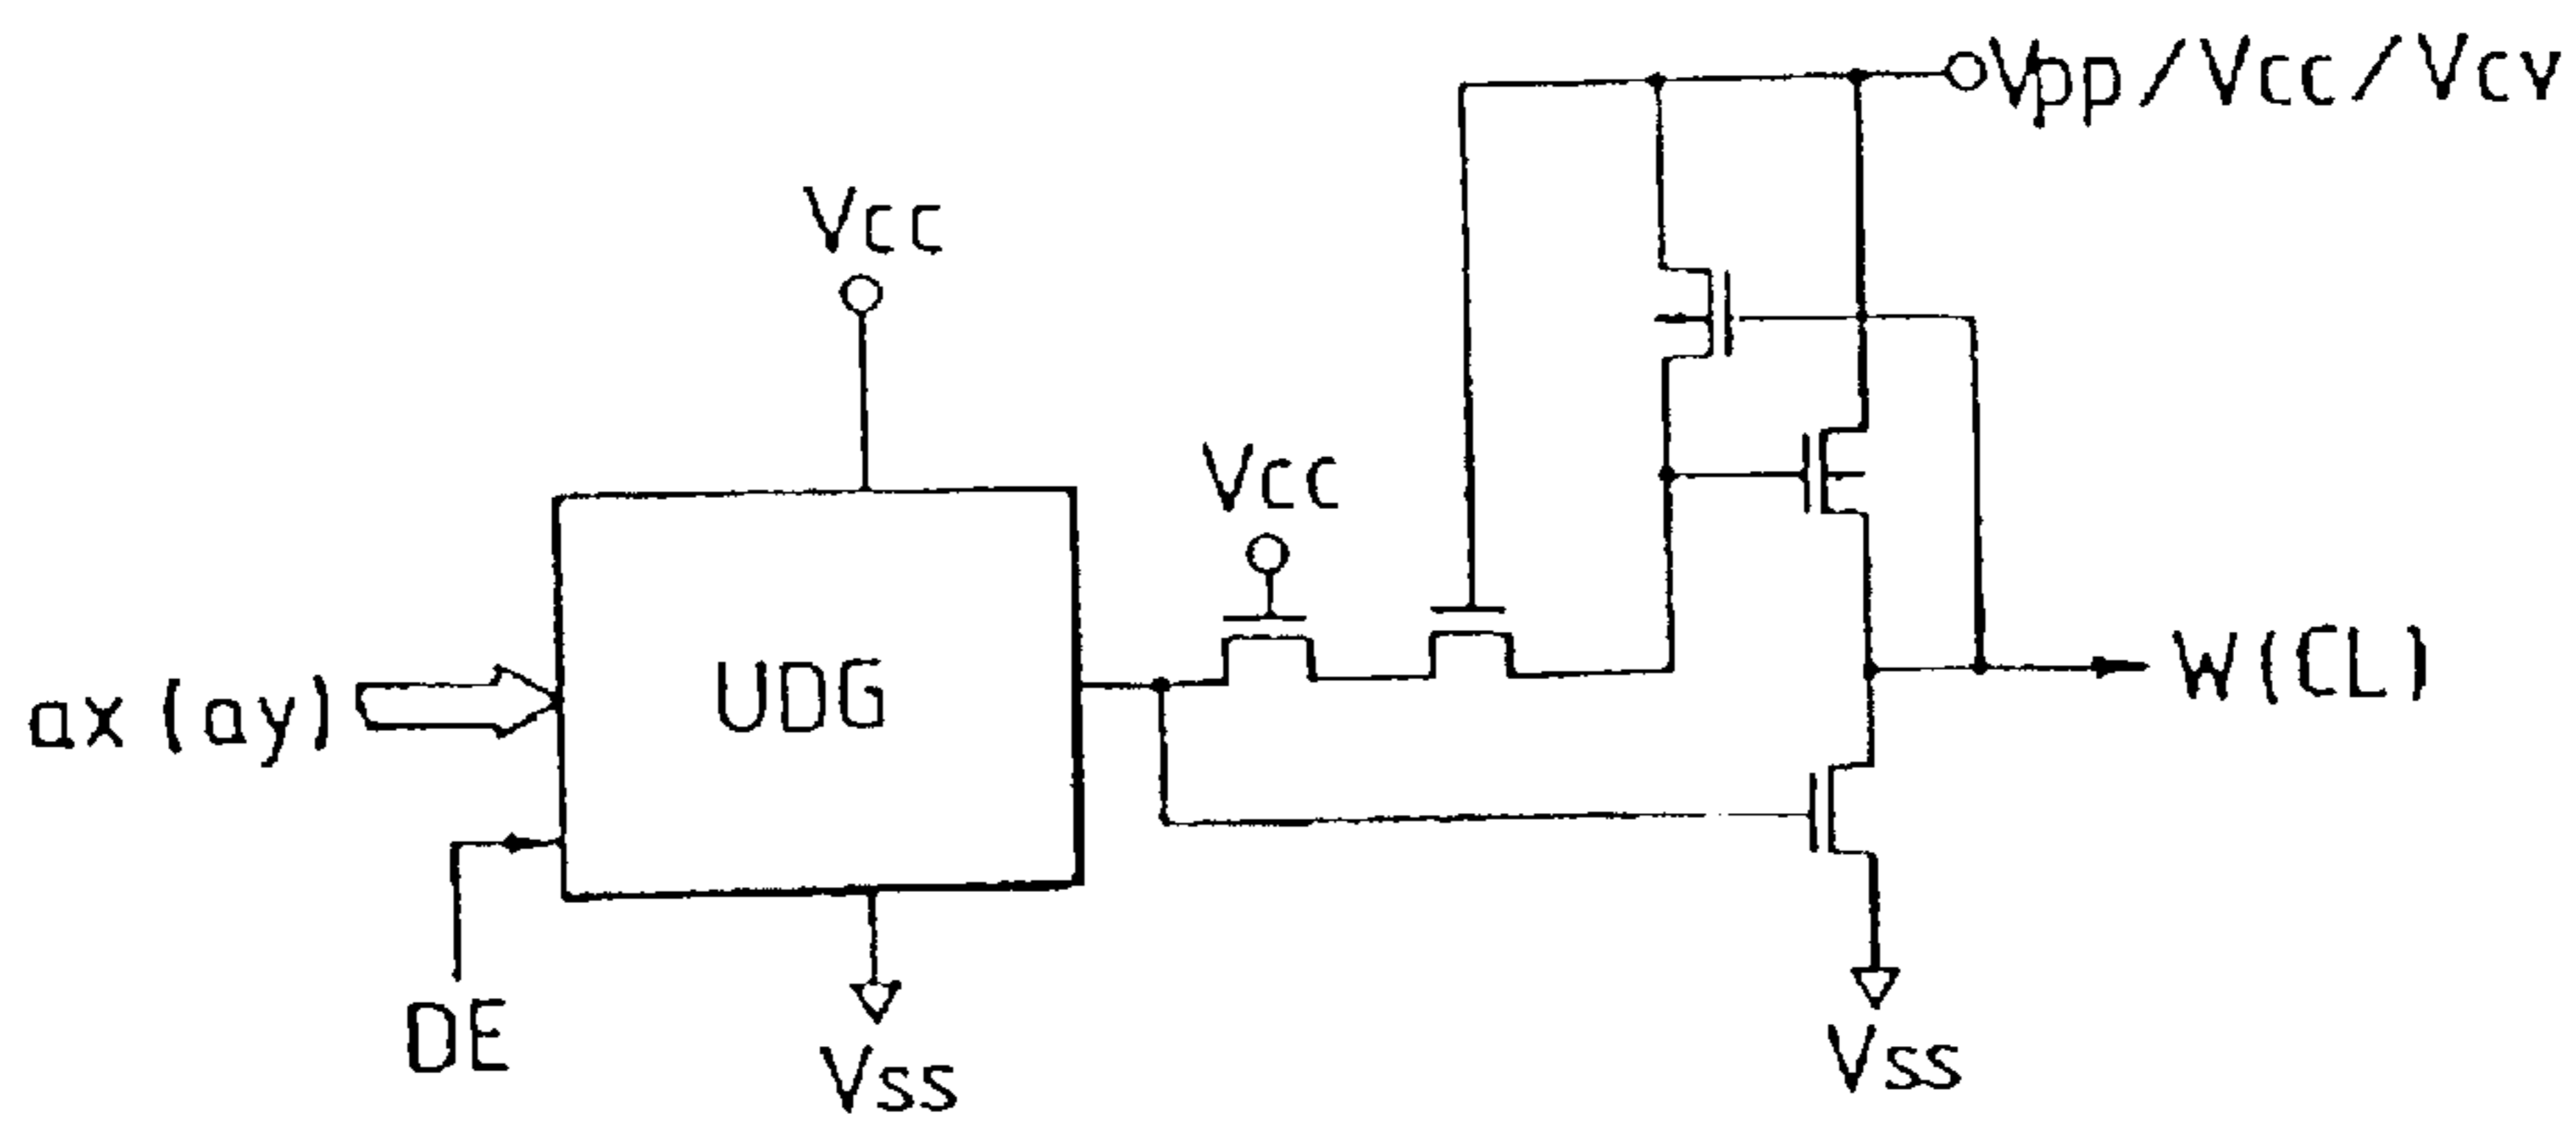 Vpp/Vcc/Vcv
Vcc
Vcc
UDG
ax(ay)
W(CL)
DE
Vss
Vss